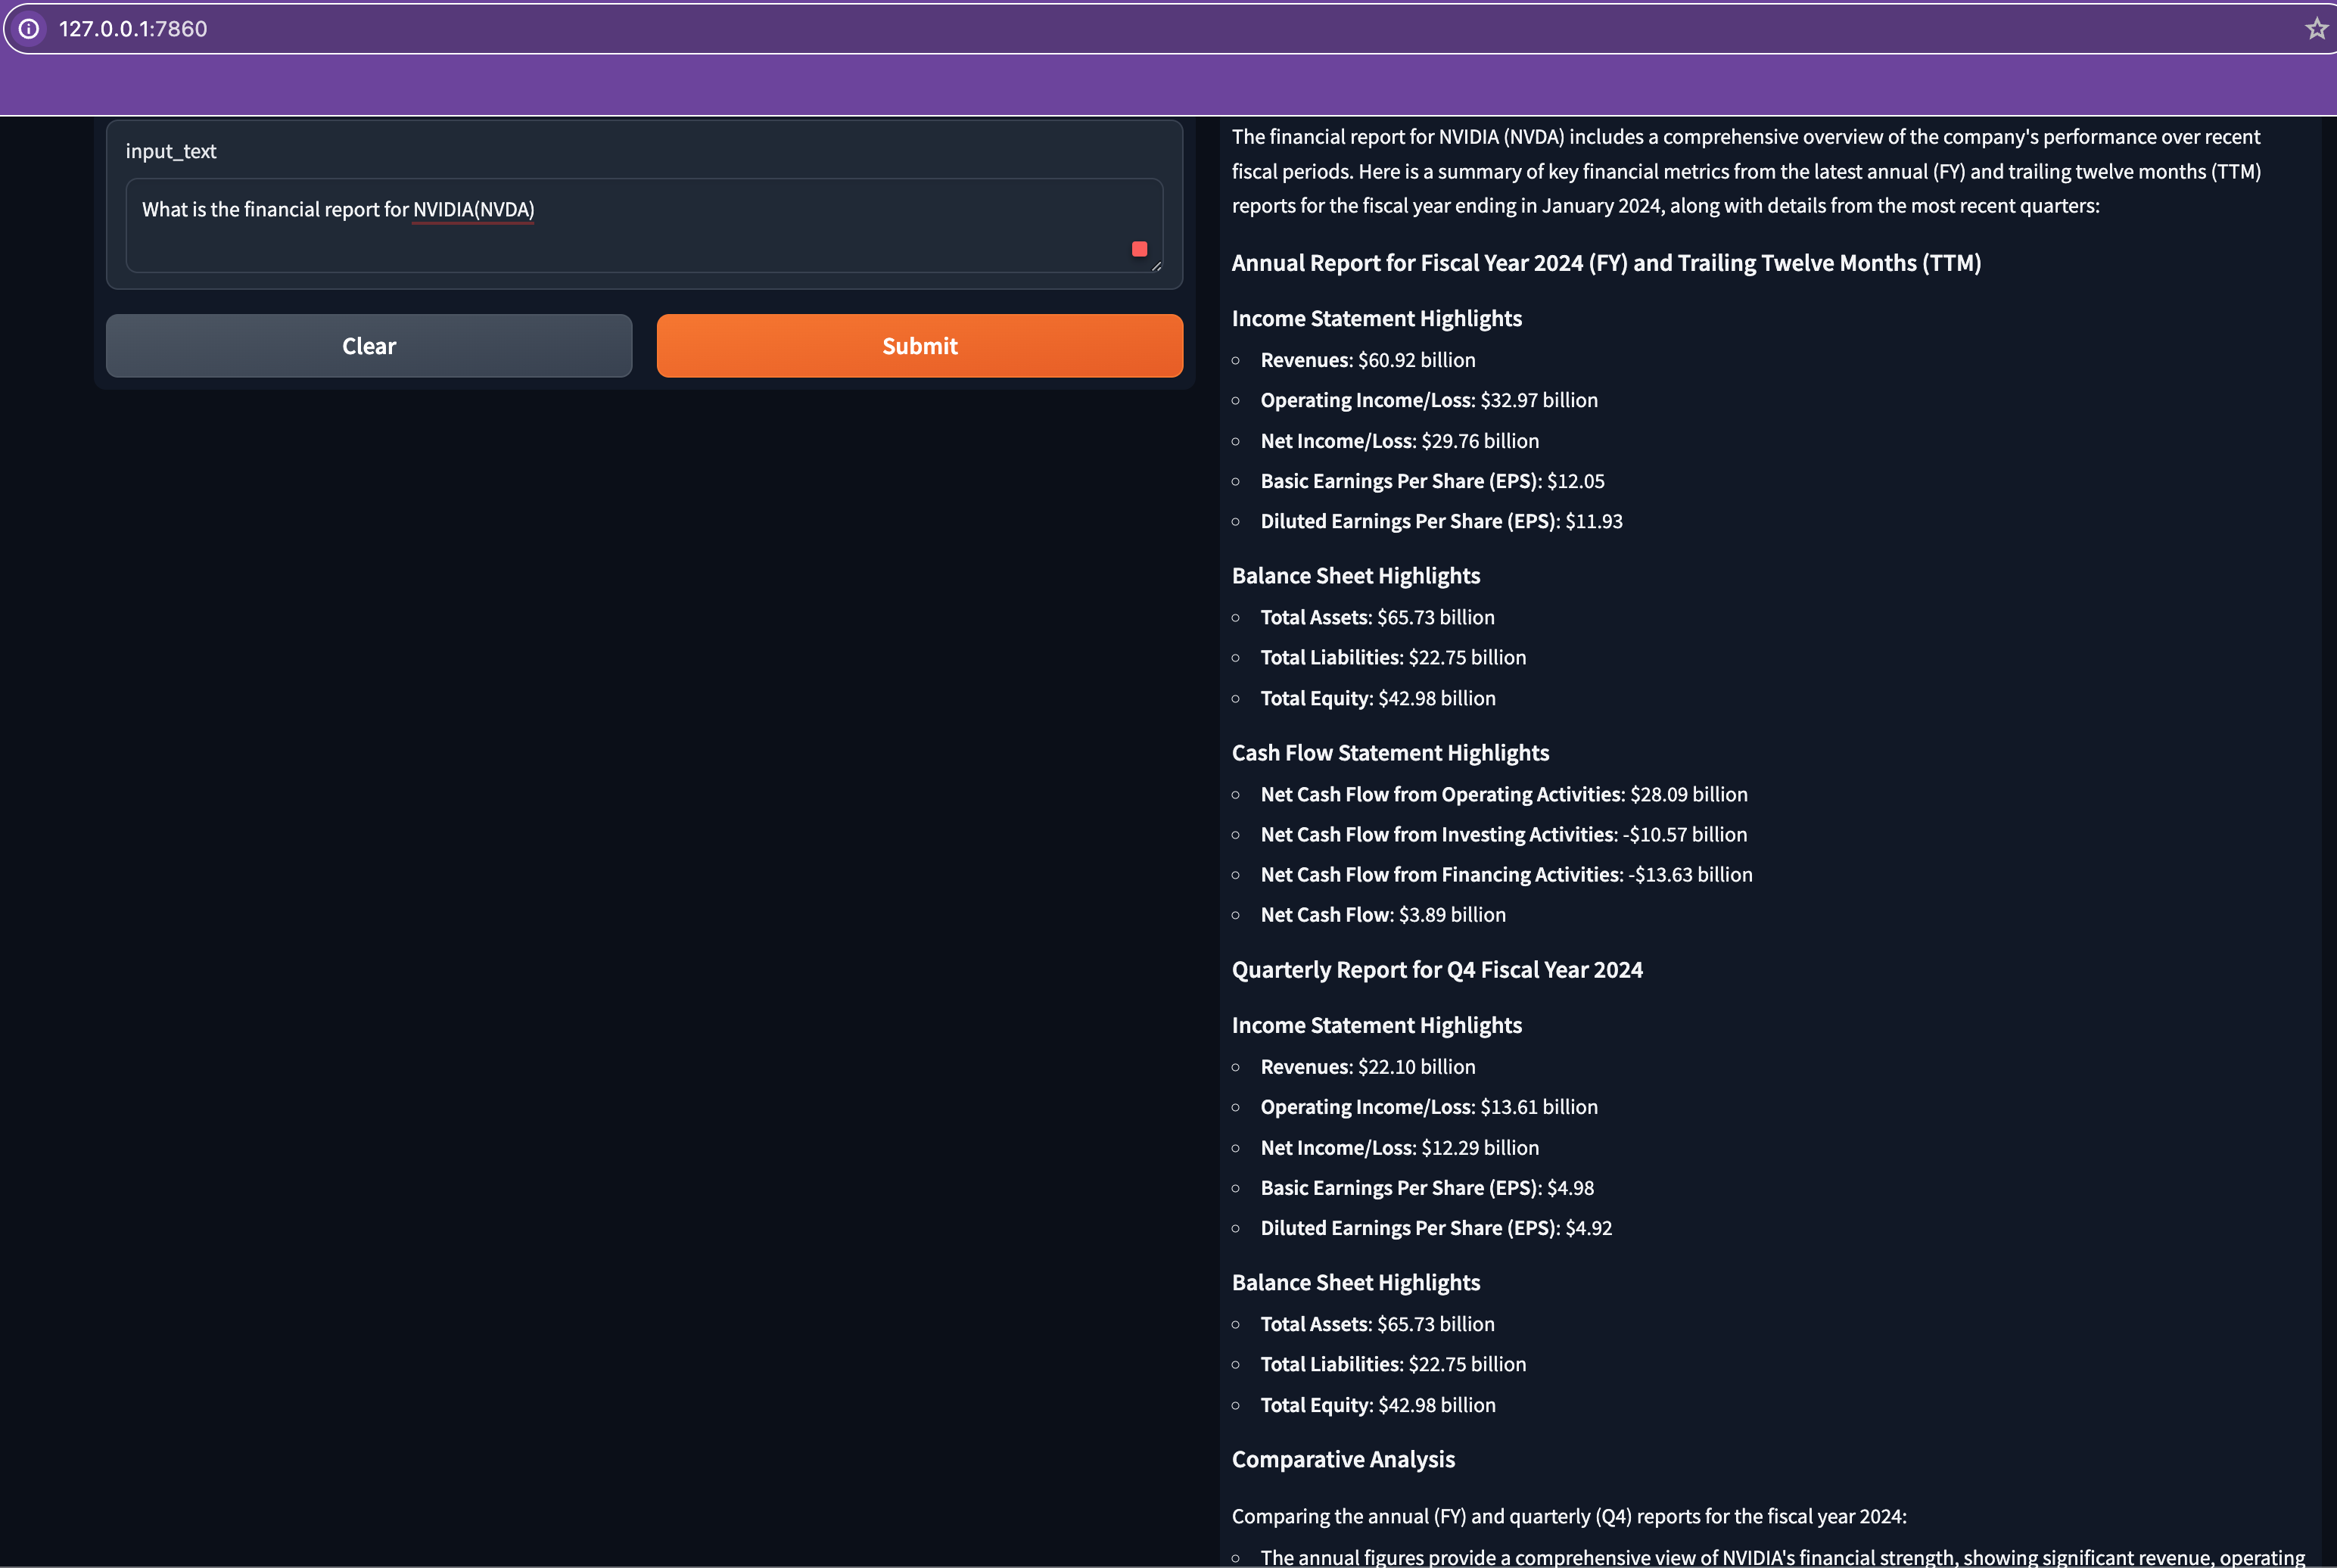 127.0.0.1:7860
input_text
What is the financial report for NVIDIA(NVDA)
Clear
Submit
The financial report for NVIDIA (NVDA) includes a comprehensive overview of the company's performance over recent
fiscal periods. Here is a summary of key financial metrics from the latest annual (FY) and trailing twelve months (TTM)
reports for the fiscal year ending in January 2024, along with details from the most recent quarters:
Annual Report for Fiscal Year 2024 (FY) and Trailing Twelve Months (TTM)
Income Statement Highlights
Revenues: $60.92 billion
Operating Income/Loss: $32.97 billion
Net Income/Loss: $29.76 billion
Basic Earnings Per Share (EPS): $12.05
Diluted Earnings Per Share (EPS): $11.93
Balance Sheet Highlights
Total Assets: $65.73 billion
Total Liabilities: $22.75 billion
Total Equity: $42.98 billion
Cash Flow Statement Highlights
Net Cash Flow from Operating Activities: $28.09 billion
Net Cash Flow from Investing Activities: -$10.57 billion
Net Cash Flow from Financing Activities: -$13.63 billion
Net Cash Flow: $3.89 billion
Quarterly Report for Q4 Fiscal Year 2024
Income Statement Highlights
Revenues: $22.10 billion
Operating Income/Loss: $13.61 billion
Net Income/Loss: $12.29 billion
Basic Earnings Per Share (EPS): $4.98
Diluted Earnings Per Share (EPS): $4.92
Balance Sheet Highlights
Total Assets: $65.73 billion
Total Liabilities: $22.75 billion
Total Equity: $42.98 billion
Comparative Analysis
Comparing the annual (FY) and quarterly (Q4) reports for the fiscal year 2024:
The annual figures provide a comprehensive view of NVIDIA's financial strength, showing significant revenue, operating